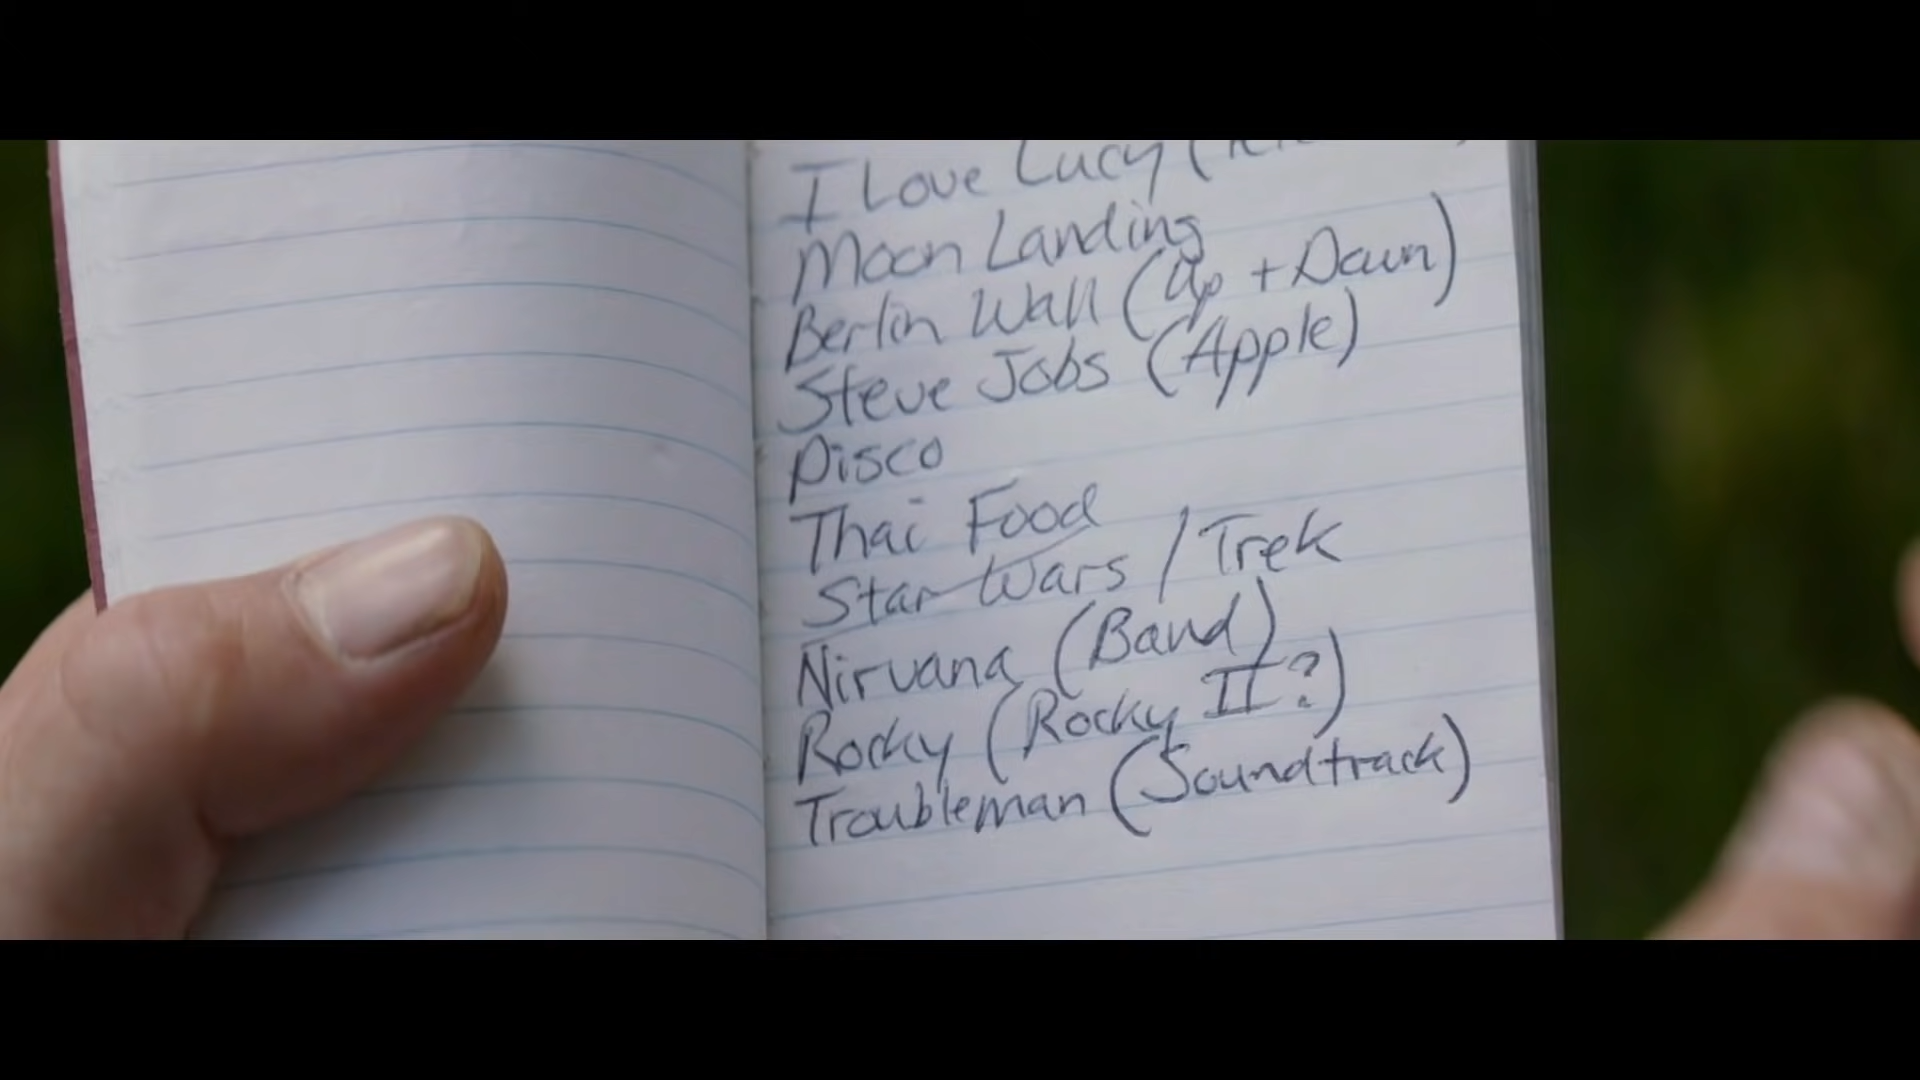 I Love Lucy (
Moon Landing
Berlin Wall (Up + Down)
Steve Jobs (Apple)
Disco
Thai Food
Star Wars / Trek
Nirvana (Band)
Rocky (Rocky II?)
Troubleman (Soundtrack)